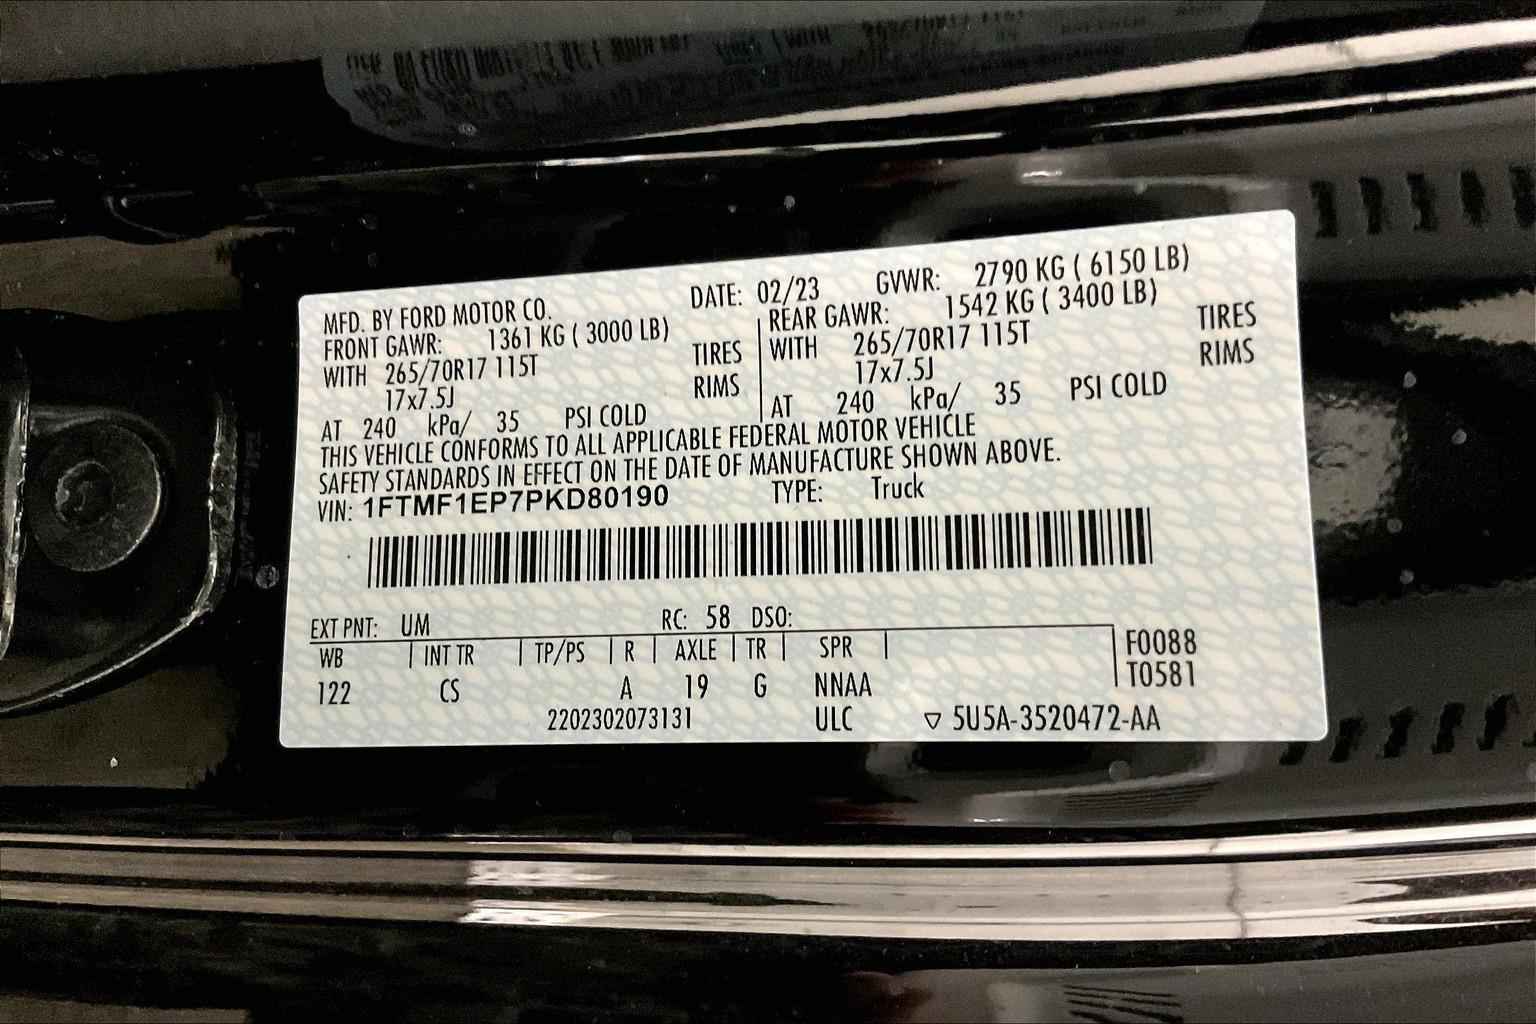 MFD. BY FORD MOTOR CO. DATE: 02/23 GVWR: 2790 KG ( 6150 LB)
FRONT GAWR: 1361 KG ( 3000 LB) REAR GAWR: 1542 KG ( 3400 LB)
WITH 265/70R17 115T TIRES WITH 265/70R17 115T TIRES
17x7.5J RIMS 17x7.5J RIMS
AT 240 kPa/ 35 PSI COLD AT 240 kPa/ 35 PSI COLD
THIS VEHICLE CONFORMS TO ALL APPLICABLE FEDERAL MOTOR VEHICLE
SAFETY STANDARDS IN EFFECT ON THE DATE OF MANUFACTURE SHOWN ABOVE.
VIN: 1FTMF1EP7PKD80190 TYPE: Truck
EXT PNT: UM RC: 58 DSO:
WB INT TR TP/PS R AXLE TR SPR F0088
122 CS A 19 G NNAA T0581
2202302073131 ULC ▽ 5U5A-3520472-AA